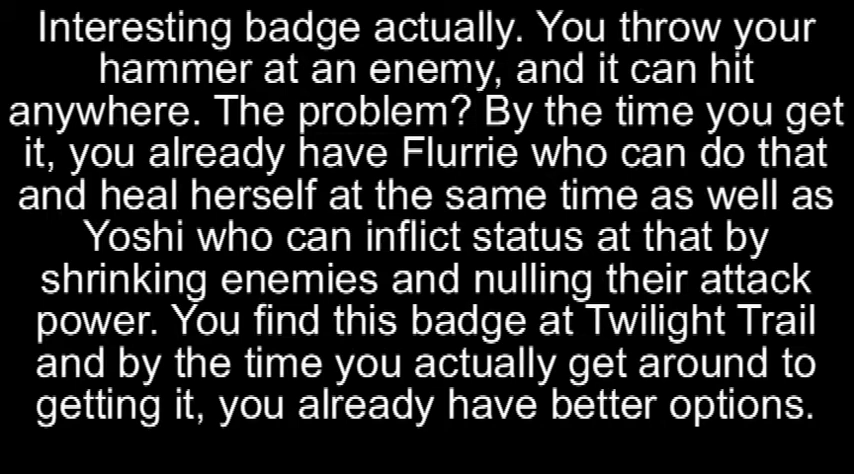 Interesting badge actually. You throw your
hammer at an enemy, and it can hit
anywhere. The problem? By the time you get
it, you already have Flurrie who can do that
and heal herself at the same time as well as
Yoshi who can inflict status at that by
shrinking enemies and nulling their attack
power. You find this badge at Twilight Trail
and by the time you actually get around to
getting it, you already have better options.